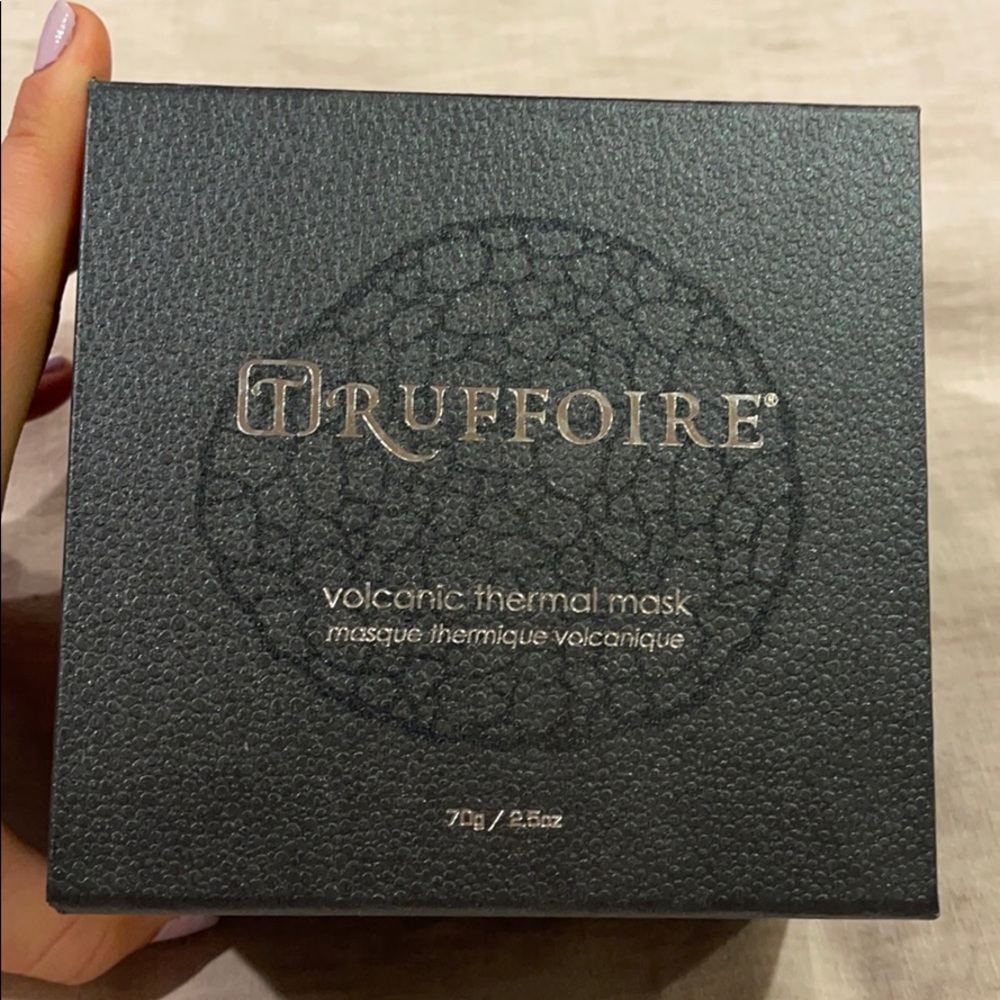 TRUFFOIRE®
volcanic thermal mask
masque thermique volcanique
70g / 2.5oz